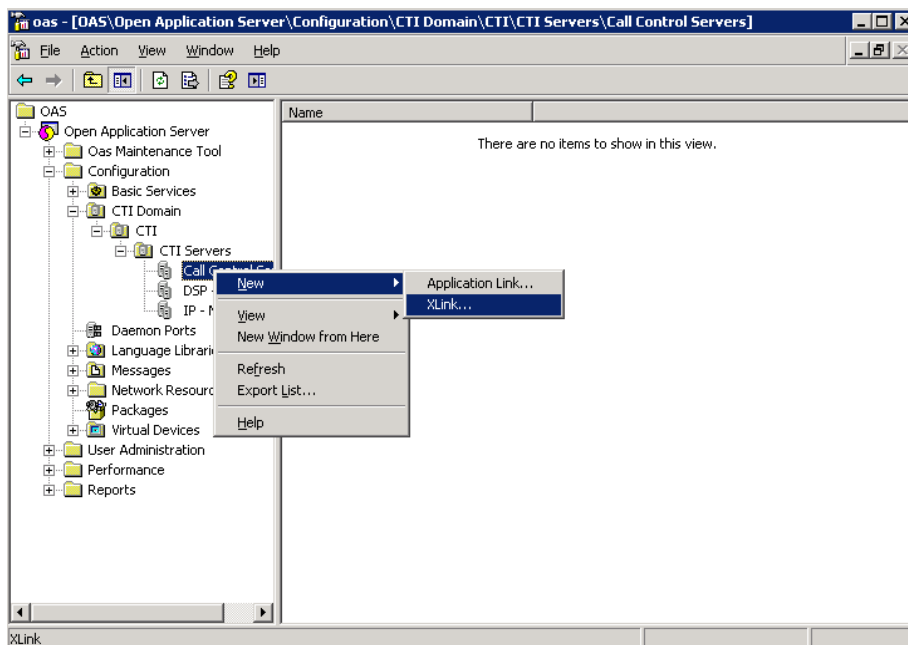 oas - [OAS\Open Application Server\Configuration\CTI Domain\CTI\CTI Servers\Call Control Servers]
File Action View Window Help
OAS
Open Application Server
Oas Maintenance Tool
Configuration
Basic Services
CTI Domain
CTI
CTI Servers
Call
DSP -
IP -
Daemon Ports
Language Librari
Messages
Network Resourc
Packages
Virtual Devices
User Administration
Performance
Reports
Name
There are no items to show in this view.
New
View
New Window from Here
Refresh
Export List...
Help
Application Link...
XLink...
XLink